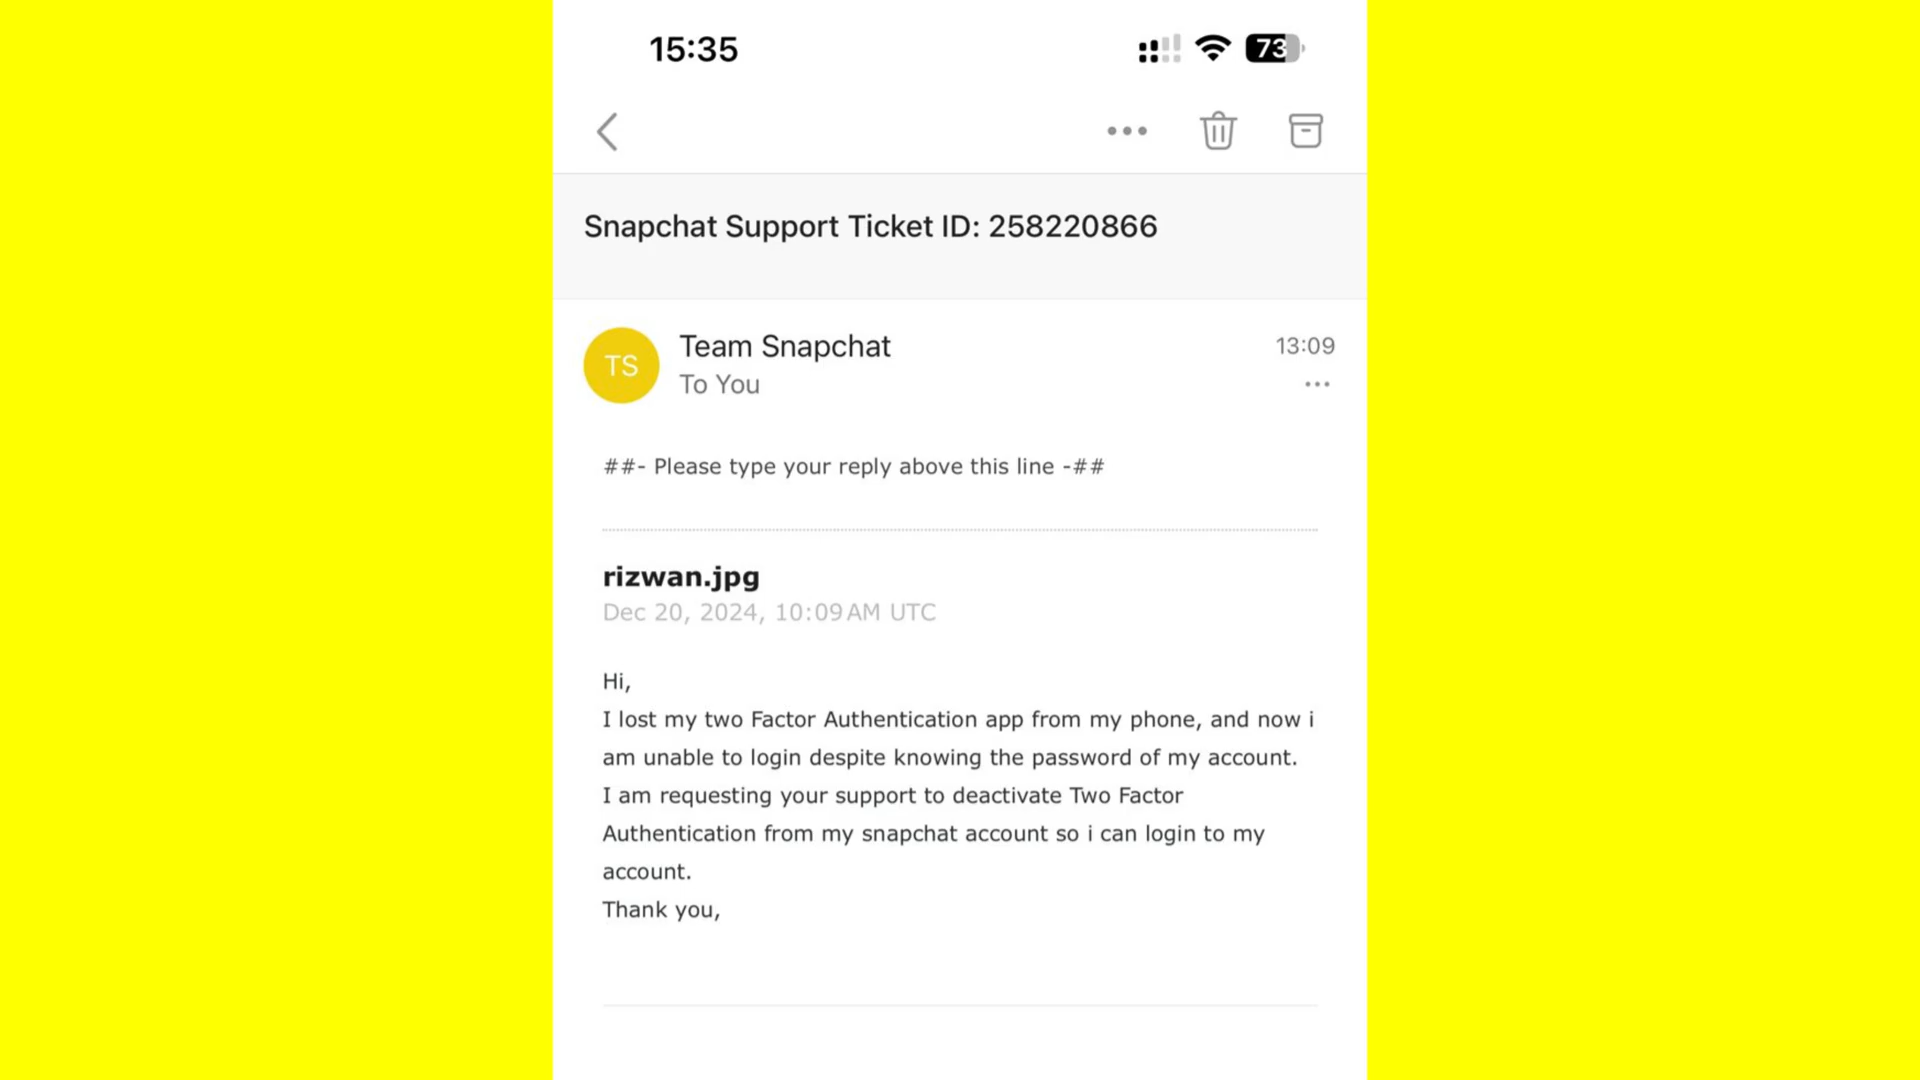 15:35
73
Snapchat Support Ticket ID: 258220866
TS
Team Snapchat
13:09
To You
##- Please type your reply above this line -##
rizwan.jpg
Dec 20, 2024, 10:09 AM UTC
Hi,
I lost my two Factor Authentication app from my phone, and now i
am unable to login despite knowing the password of my account.
I am requesting your support to deactivate Two Factor
Authentication from my snapchat account so i can login to my
account.
Thank you,